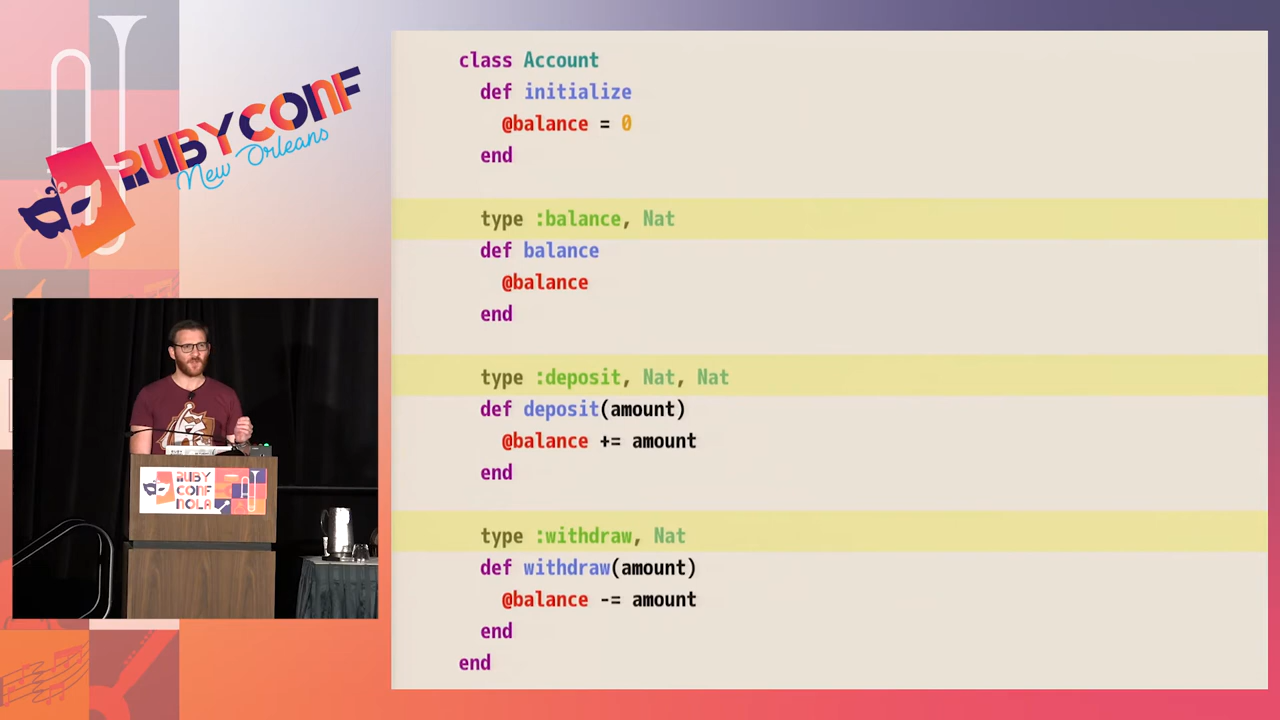 RUBYCONF
New Orleans
RUBY
CONF
NOLA
class Account
def initialize
@balance = 0
end
type :balance, Nat
def balance
@balance
end
type :deposit, Nat, Nat
def deposit(amount)
@balance += amount
end
type :withdraw, Nat
def withdraw(amount)
@balance -= amount
end
end